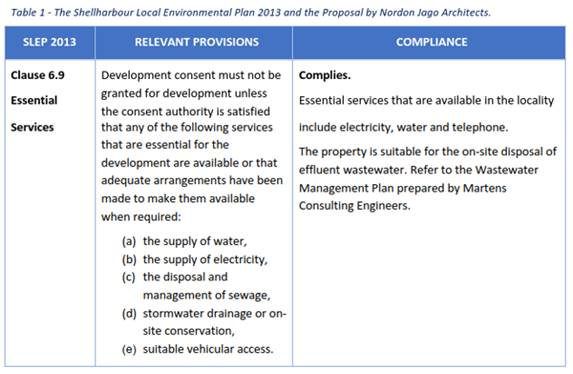 Table 1 - The Shellharbour Local Environmental Plan 2013 and the Proposal by Nordon Jago Architects.
SLEP 2013
RELEVANT PROVISIONS
COMPLIANCE
Clause 6.9
Essential
Services
Development consent must not be
granted for development unless
the consent authority is satisfied
that any of the following services
that are essential for the
development are available or that
adequate arrangements have been
made to make them available
when required:
(a) the supply of water,
(b) the supply of electricity,
(c) the disposal and
management of sewage,
(d) stormwater drainage or on-
site conservation,
(e) suitable vehicular access.
Complies.
Essential services that are available in the locality
include electricity, water and telephone.
The property is suitable for the on-site disposal of
effluent wastewater. Refer to the Wastewater
Management Plan prepared by Martens
Consulting Engineers.